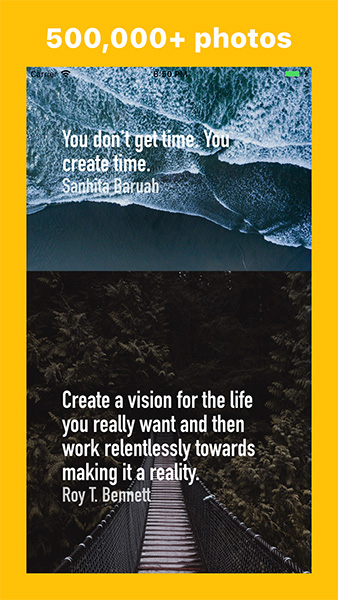 500,000+ photos
Carrier 8:50 PM
You don't get time. You
create time.
Sanhita Baruah
Create a vision for the life
you really want and then
work relentlessly towards
making it a reality.
Roy T. Bennett